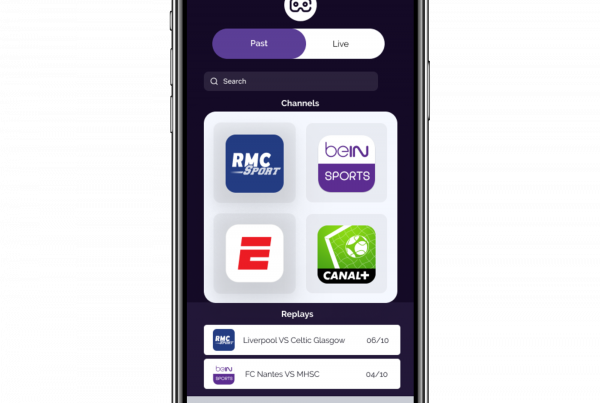 Past
Live
Search
Channels
RMC
SPORT
beIN
SPORTS
E
CANAL+
Replays
RMC
SPORT
Liverpool VS Celtic Glasgow
06/10
beIN
SPORTS
FC Nantes VS MHSC
04/10